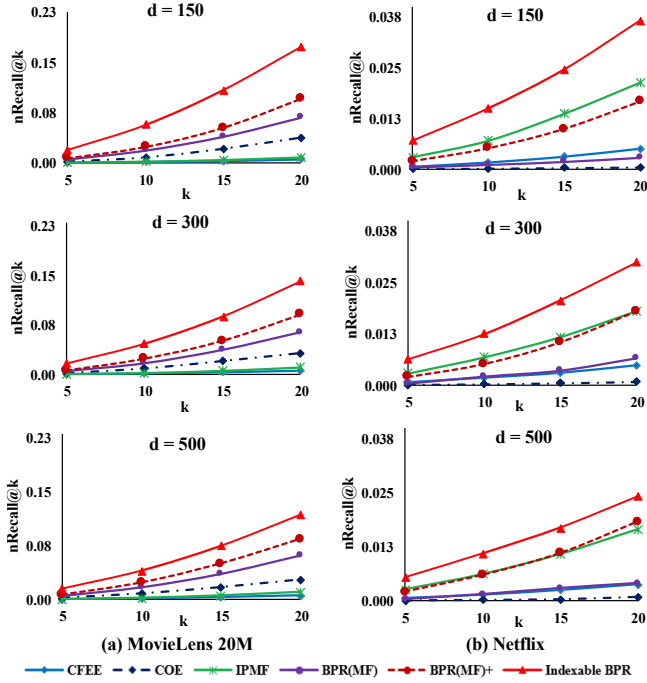 d = 150
nRecall@k
0.23
0.15
0.08
0.00
5 10 15 20
k
d = 150
nRecall@k
0.038
0.025
0.013
0.000
5 10 15 20
k
d = 300
nRecall@k
0.23
0.15
0.08
0.00
5 10 15 20
k
d = 300
nRecall@k
0.038
0.025
0.013
0.000
5 10 15 20
k
d = 500
nRecall@k
0.23
0.15
0.08
0.00
5 10 15 20
k
d = 500
nRecall@k
0.038
0.025
0.013
0.000
5 10 15 20
k
(a) MovieLens 20M
(b) Netflix
CFEE COE IPMF BPR(MF) BPR(MF)+ Indexable BPR